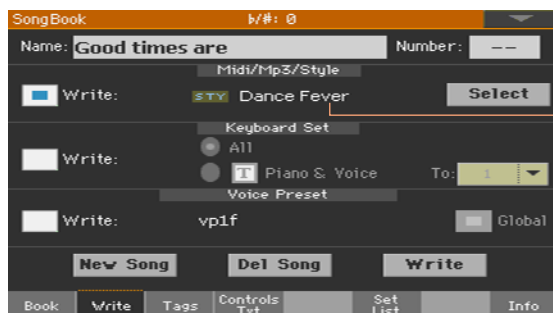 SongBook b/#: 0
Name: Good times are Number: --
Midi/Mp3/Style
Write: STY Dance Fever Select
Keyboard Set
All
Write:
T Piano & Voice To: 1
Voice Preset
Write: vp1f Global
New Song Del Song Write
Book Write Tags Controls Set Info
Txt List